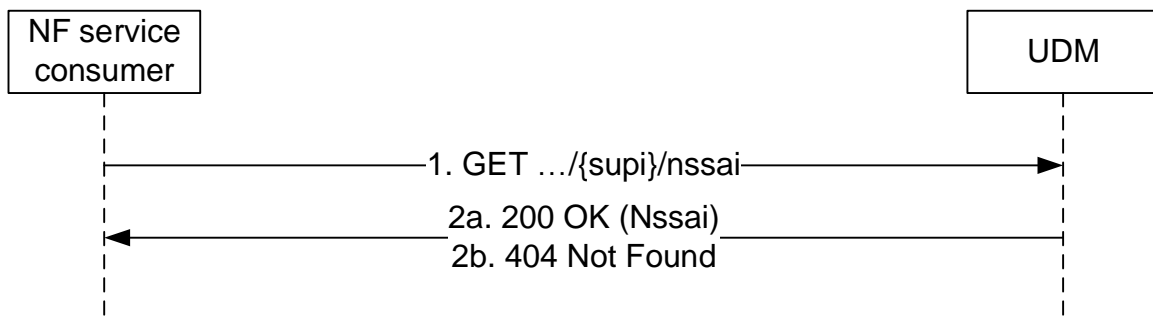 NF service
consumer
UDM
1. GET …/{supi}/nssai
2a. 200 OK (Nssai)
2b. 404 Not Found